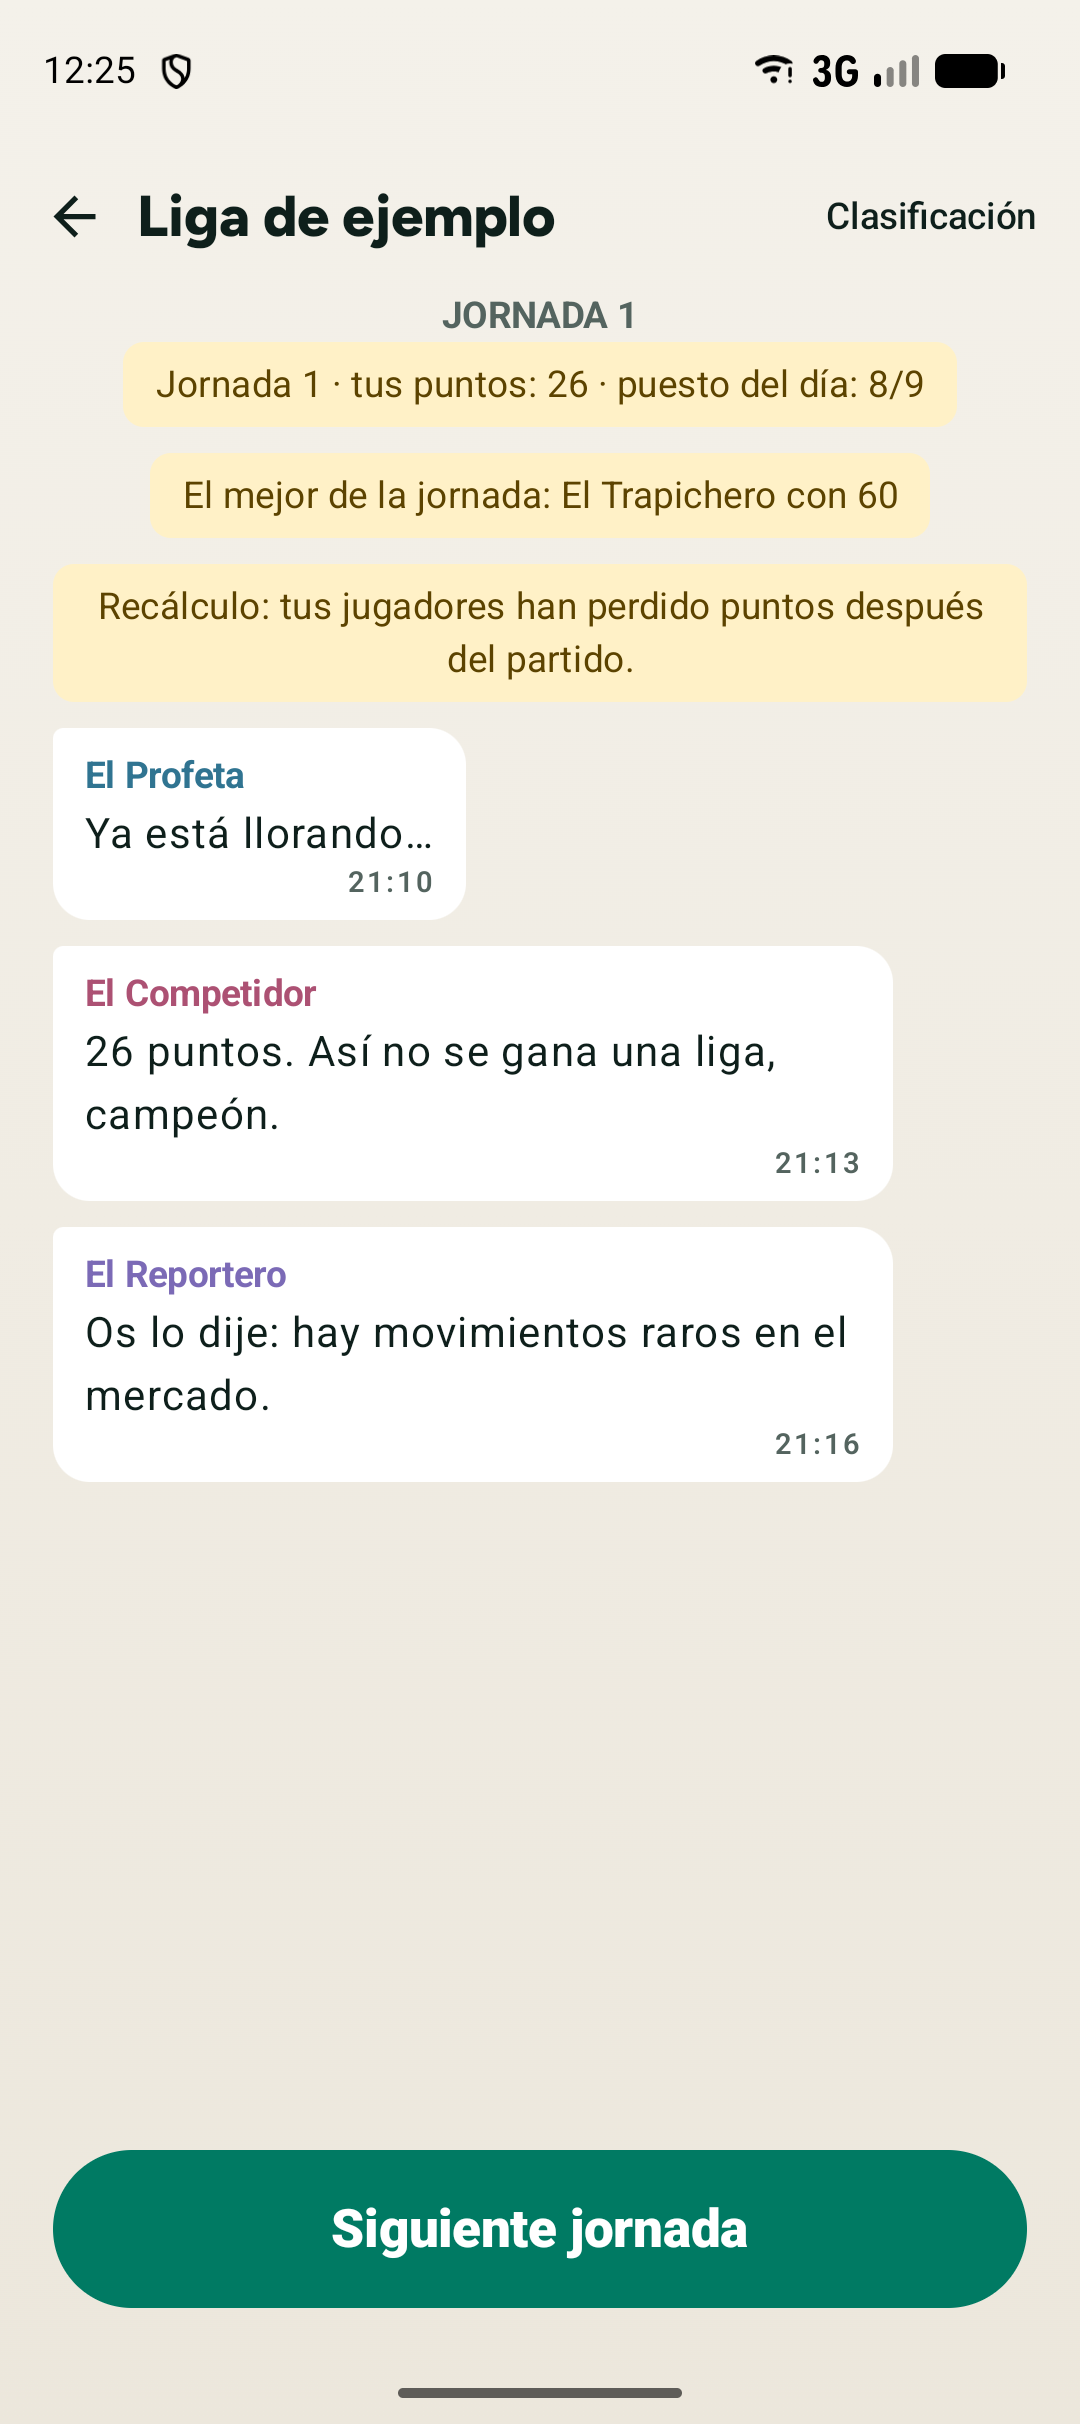 12:25
3G
Liga de ejemplo
Clasificación
JORNADA 1
Jornada 1 · tus puntos: 26 · puesto del día: 8/9
El mejor de la jornada: El Trapichero con 60
Recálculo: tus jugadores han perdido puntos después
del partido.
El Profeta
Ya está llorando…
21:10
El Competidor
26 puntos. Así no se gana una liga,
campeón.
21:13
El Reportero
Os lo dije: hay movimientos raros en el
mercado.
21:16
Siguiente jornada